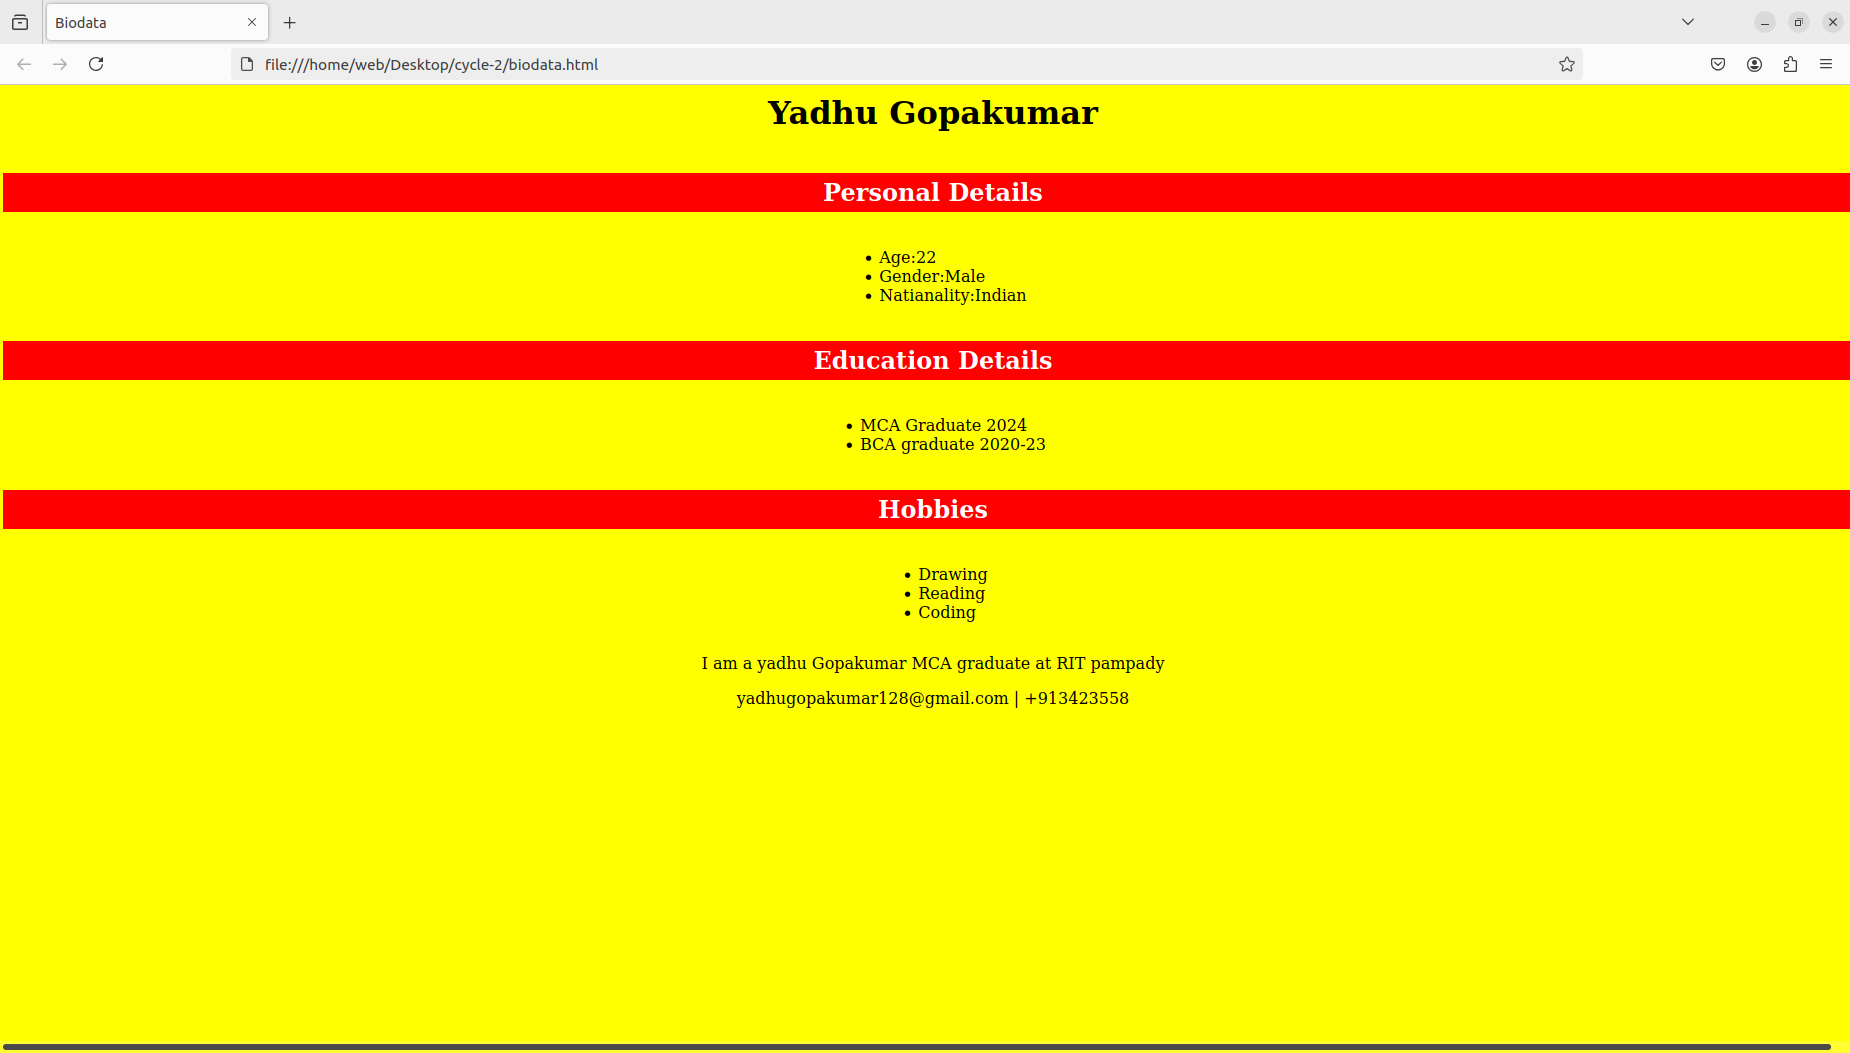 Biodata
file:///home/web/Desktop/cycle-2/biodata.html
Yadhu Gopakumar
Personal Details
Age:22
Gender:Male
Natianality:Indian
Education Details
MCA Graduate 2024
BCA graduate 2020-23
Hobbies
Drawing
Reading
Coding
I am a yadhu Gopakumar MCA graduate at RIT pampady
yadhugopakumar128@gmail.com | +913423558